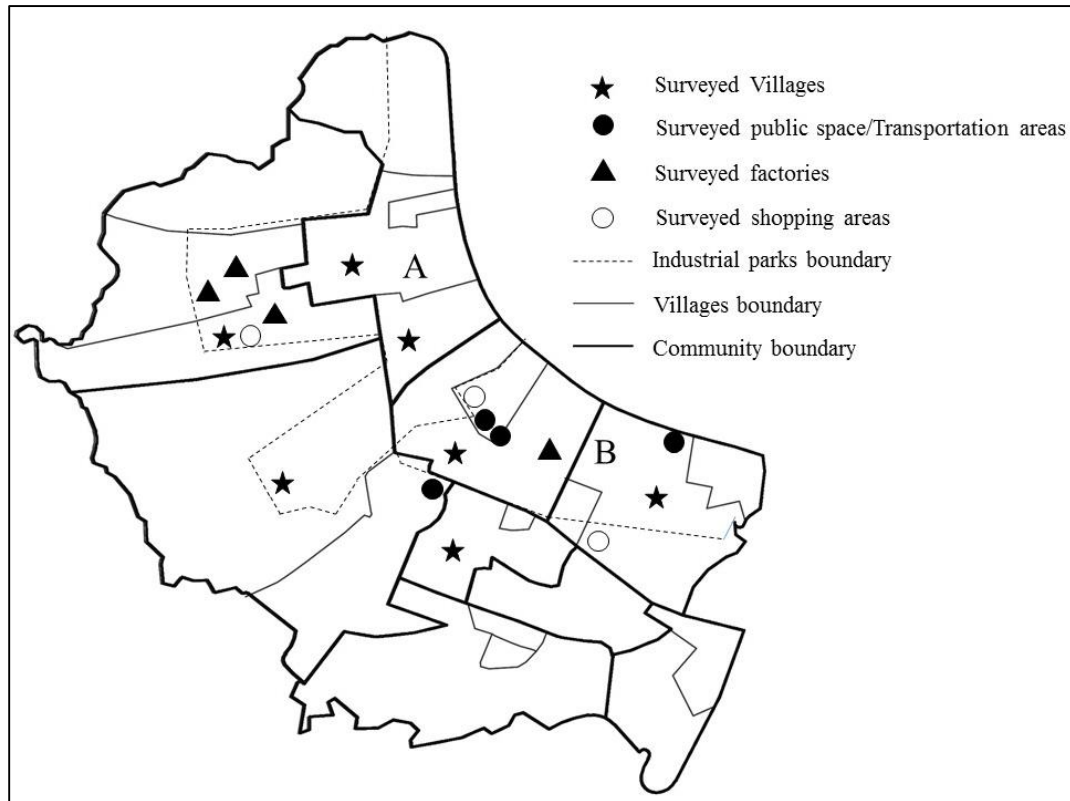 Surveyed Villages
Surveyed public space/Transportation areas
Surveyed factories
Surveyed shopping areas
Industrial parks boundary
Villages boundary
Community boundary
A
B